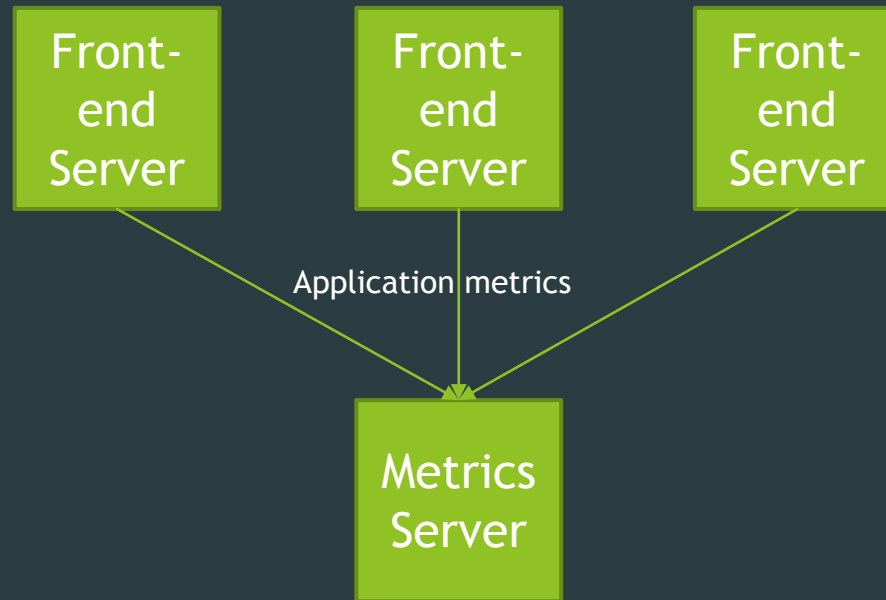 Front-
end
Server
Front-
end
Server
Front-
end
Server
Application metrics
Metrics
Server